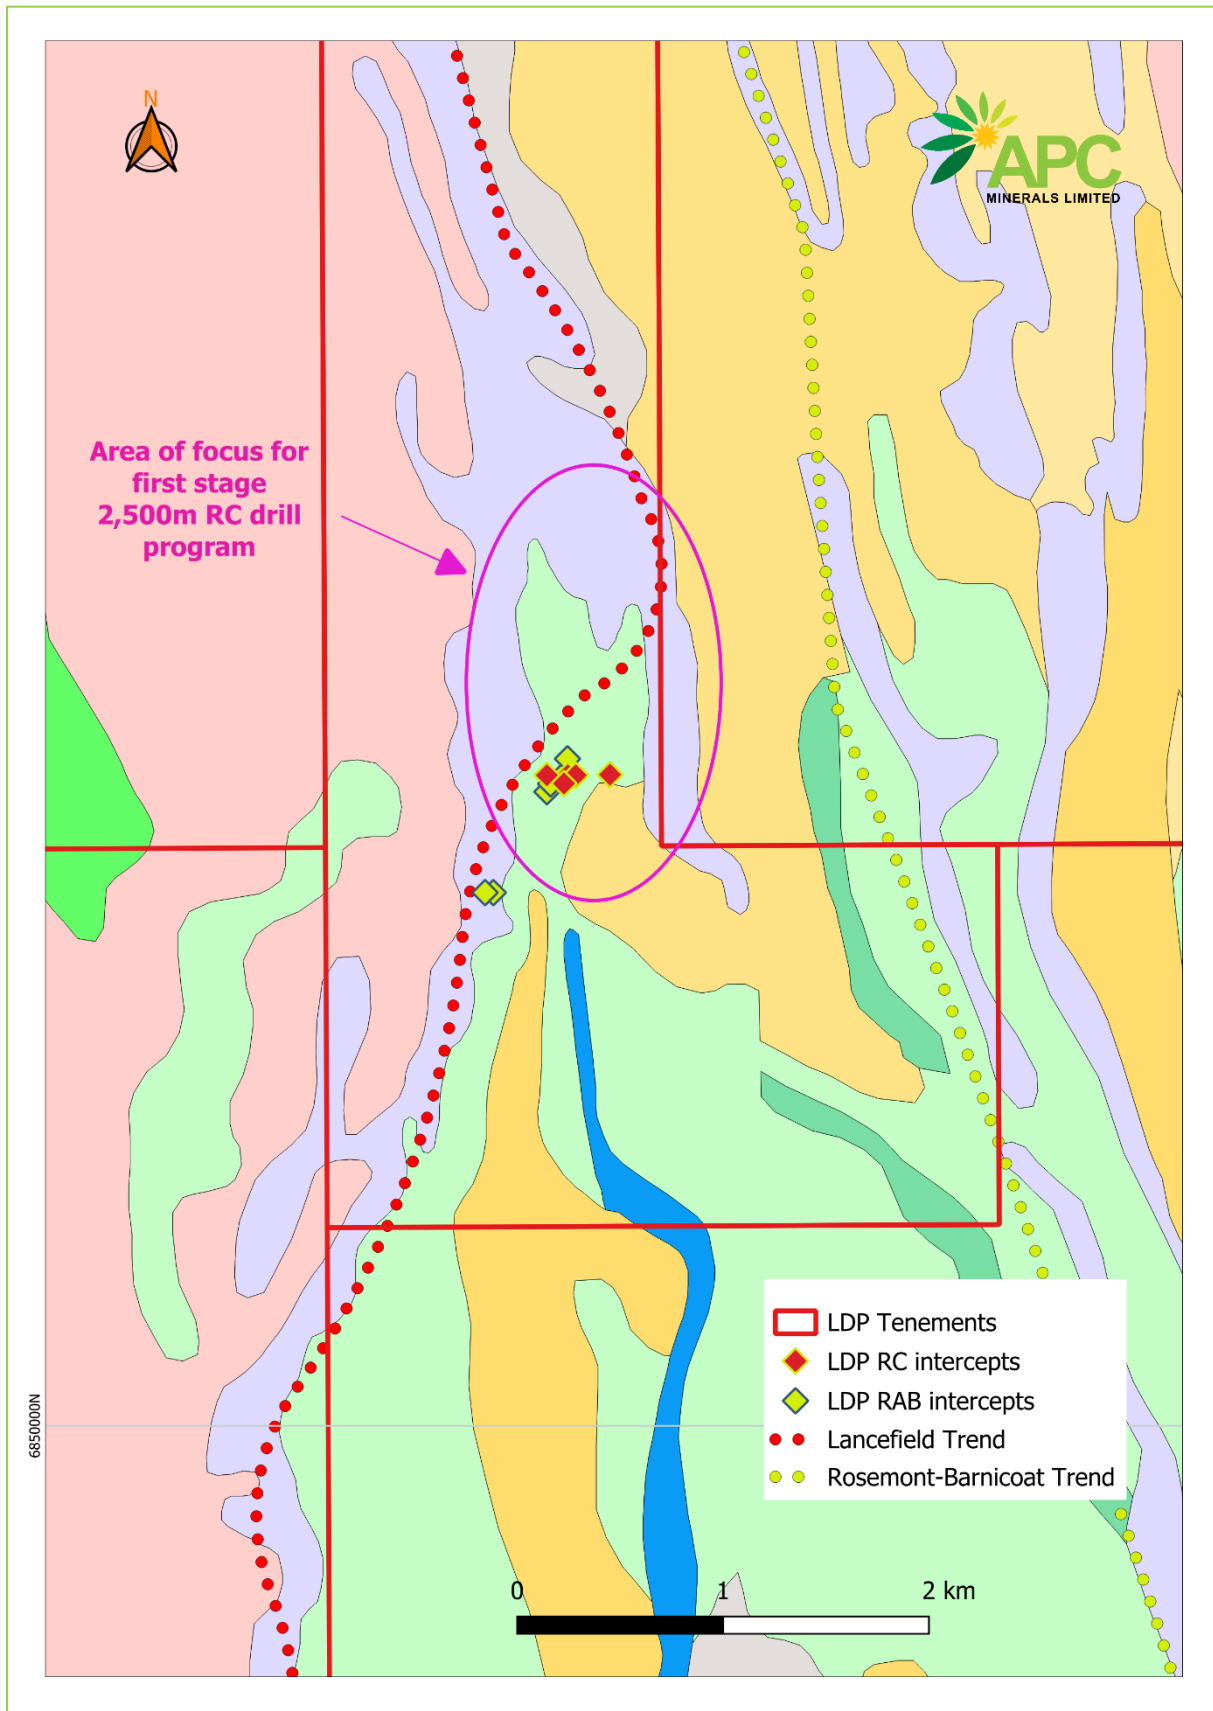 N
APC
MINERALS LIMITED
Area of focus for
first stage
2,500m RC drill
program
LDP Tenements
LDP RC intercepts
LDP RAB intercepts
Lancefield Trend
Rosemont-Barnicoat Trend
6850000N
0 1 2 km